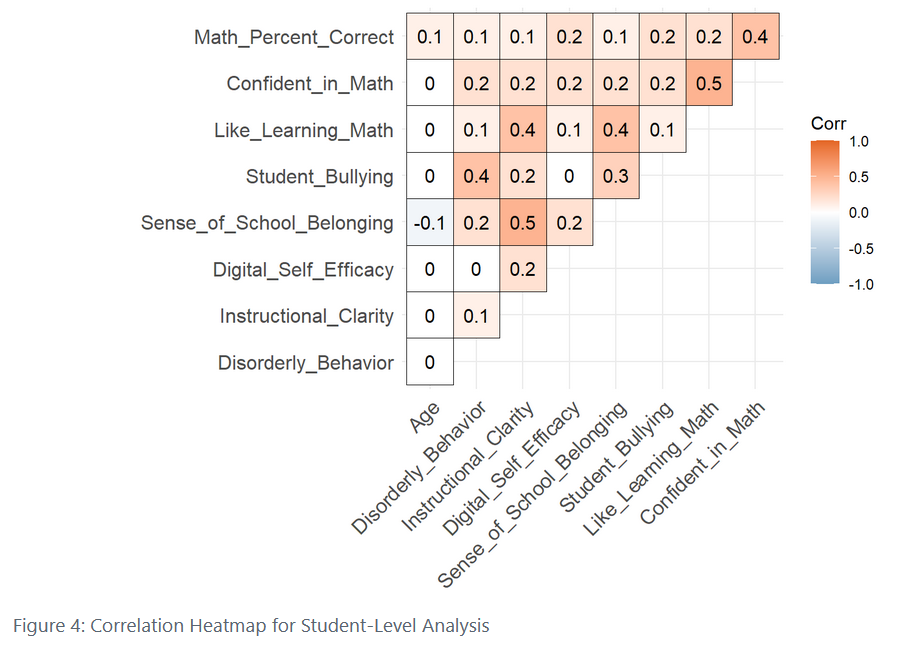 Math_Percent_Correct 0.1 0.1 0.1 0.2 0.1 0.2 0.2 0.4
Confident_in_Math 0 0.2 0.2 0.2 0.2 0.2 0.5
Like_Learning_Math 0 0.1 0.4 0.1 0.4 0.1
Student_Bullying 0 0.4 0.2 0 0.3
Sense_of_School_Belonging -0.1 0.2 0.5 0.2
Digital_Self_Efficacy 0 0 0.2
Instructional_Clarity 0 0.1
Disorderly_Behavior 0
Age
Disorderly_Behavior
Instructional_Clarity
Digital_Self_Efficacy
Sense_of_School_Belonging
Student_Bullying
Like_Learning_Math
Confident_in_Math
Corr
1.0
0.5
0.0
-0.5
-1.0
Figure 4: Correlation Heatmap for Student-Level Analysis